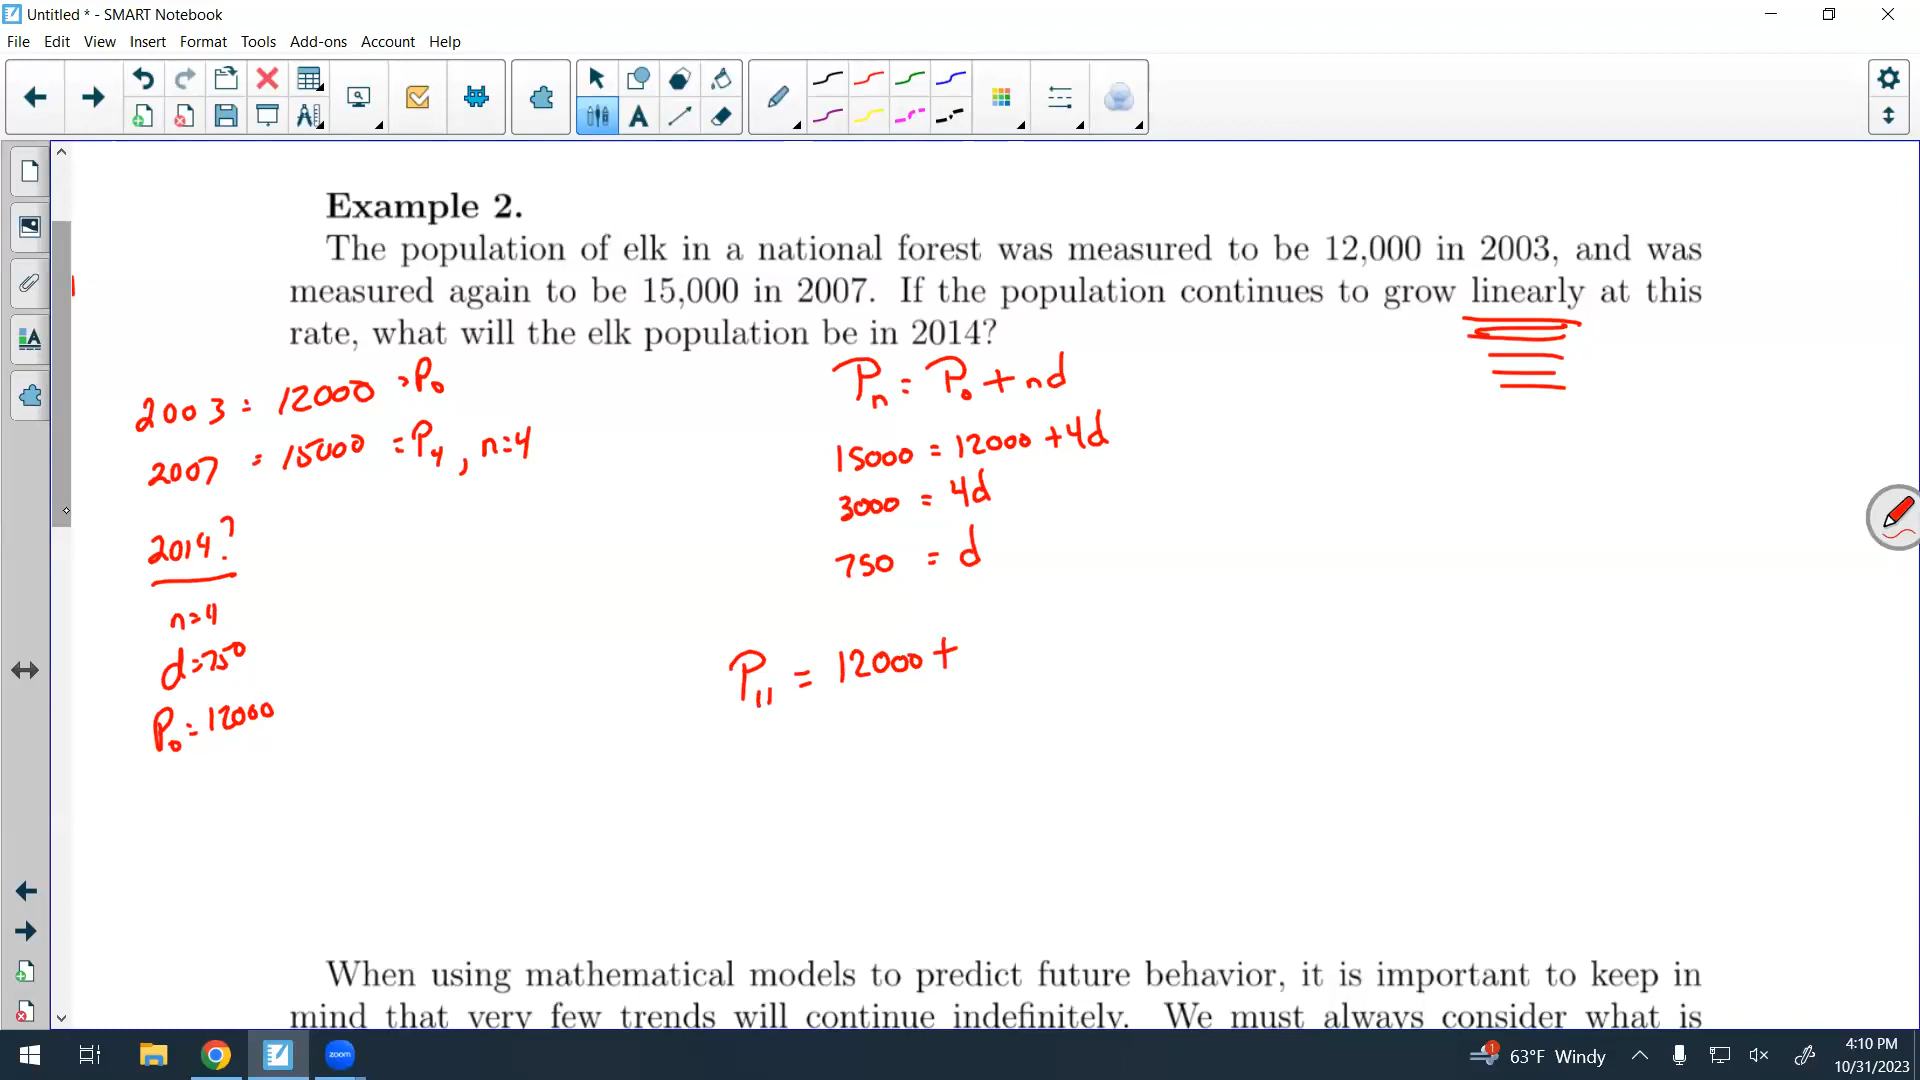 Untitled * - SMART Notebook
File Edit View Insert Format Tools Add-ons Account Help
Example 2.
The population of elk in a national forest was measured to be 12,000 in 2003, and was
measured again to be 15,000 in 2007. If the population continues to grow linearly at this
rate, what will the elk population be in 2014?
2003 = 12000 = P₀
2007 = 15000 = P₄, n=4
2014?
n=4
d=750
P₀ = 12000
Pₙ = P₀ + nd
15000 = 12000 + 4d
3000 = 4d
750 = d
P₁₁ = 12000 +
When using mathematical models to predict future behavior, it is important to keep in
mind that very few trends will continue indefinitely. We must always consider what is
zoom
1
63°F Windy
4:10 PM
10/31/2023